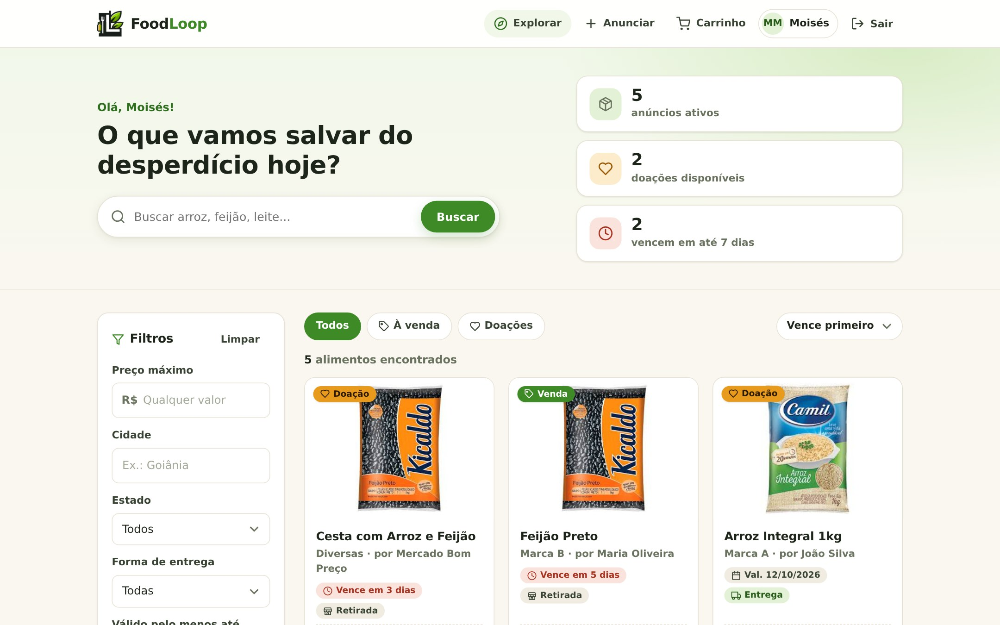 FoodLoop
Explorar
Anunciar
Carrinho
MM Moisés
Sair
Olá, Moisés!
O que vamos salvar do
desperdício hoje?
Buscar arroz, feijão, leite...
Buscar
5
anúncios ativos
2
doações disponíveis
2
vencem em até 7 dias
Filtros
Limpar
Preço máximo
R$ Qualquer valor
Cidade
Ex.: Goiânia
Estado
Todos
Forma de entrega
Todas
Válido pelo menos até
Todos
À venda
Doações
Vence primeiro
5 alimentos encontrados
Doação
Kicaldo
Feijão Preto
Cesta com Arroz e Feijão
Diversas · por Mercado Bom
Preço
Vence em 3 dias
Retirada
Venda
Kicaldo
Feijão Preto
Feijão Preto
Marca B · por Maria Oliveira
Vence em 5 dias
Retirada
Doação
Camil
20 minutos
Arroz
Integral
1kg
Arroz Integral 1kg
Marca A · por João Silva
Val. 12/10/2026
Entrega